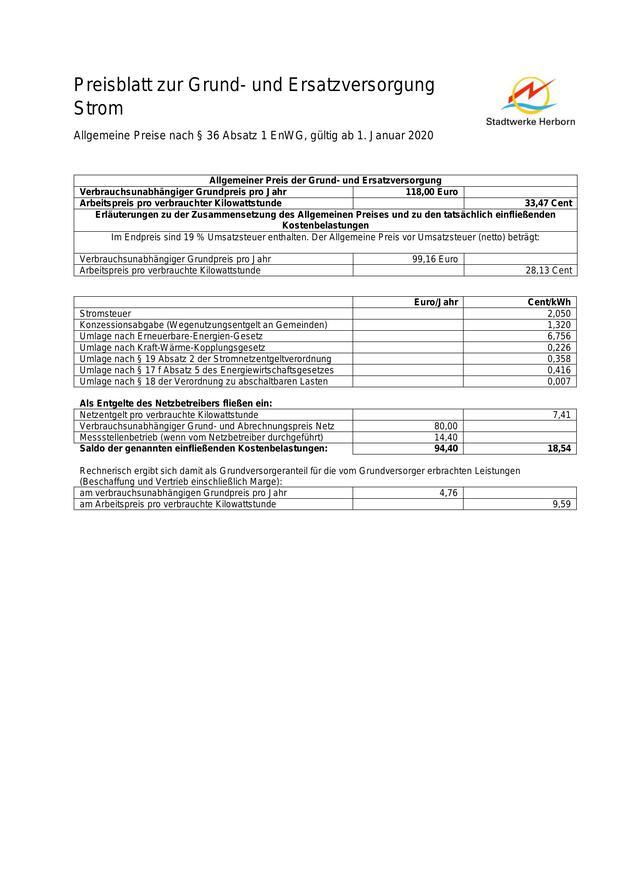 Preisblatt zur Grund- und Ersatzversorgung
Strom
Stadtwerke Herborn
Allgemeine Preise nach § 36 Absatz 1 EnWG, gültig ab 1. Januar 2020
Allgemeiner Preis der Grund- und Ersatzversorgung
Verbrauchsunabhängiger Grundpreis pro Jahr 118,00 Euro
Arbeitspreis pro verbrauchter Kilowattstunde 33,47 Cent
Erläuterungen zu der Zusammensetzung des Allgemeinen Preises und zu den tatsächlich einfließenden
Kostenbelastungen
Im Endpreis sind 19 % Umsatzsteuer enthalten. Der Allgemeine Preis vor Umsatzsteuer (netto) beträgt:
Verbrauchsunabhängiger Grundpreis pro Jahr 99,16 Euro
Arbeitspreis pro verbrauchte Kilowattstunde 28,13 Cent
Euro/Jahr Cent/kWh
Stromsteuer 2,050
Konzessionsabgabe (Wegenutzungsentgelt an Gemeinden) 1,320
Umlage nach Erneuerbare-Energien-Gesetz 6,756
Umlage nach Kraft-Wärme-Kopplungsgesetz 0,226
Umlage nach § 19 Absatz 2 der Stromnetzentgeltverordnung 0,358
Umlage nach § 17 f Absatz 5 des Energiewirtschaftsgesetzes 0,416
Umlage nach § 18 der Verordnung zu abschaltbaren Lasten 0,007
Als Entgelte des Netzbetreibers fließen ein:
Netzentgelt pro verbrauchte Kilowattstunde 7,41
Verbrauchsunabhängiger Grund- und Abrechnungspreis Netz 80,00
Messstellenbetrieb (wenn vom Netzbetreiber durchgeführt) 14,40
Saldo der genannten einfließenden Kostenbelastungen: 94,40 18,54
Rechnerisch ergibt sich damit als Grundversorgeranteil für die vom Grundversorger erbrachten Leistungen
(Beschaffung und Vertrieb einschließlich Marge):
am verbrauchsunabhängigen Grundpreis pro Jahr 4,76
am Arbeitspreis pro verbrauchte Kilowattstunde 9,59